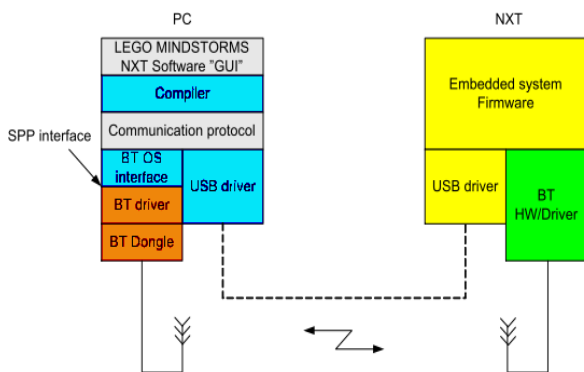 PC
NXT
LEGO MINDSTORMS
NXT Software "GUI"
Compiler
Communication protocol
SPP interface
BT OS
interface
USB driver
BT driver
BT Dongle
Embedded system
Firmware
USB driver
BT
HW/Driver